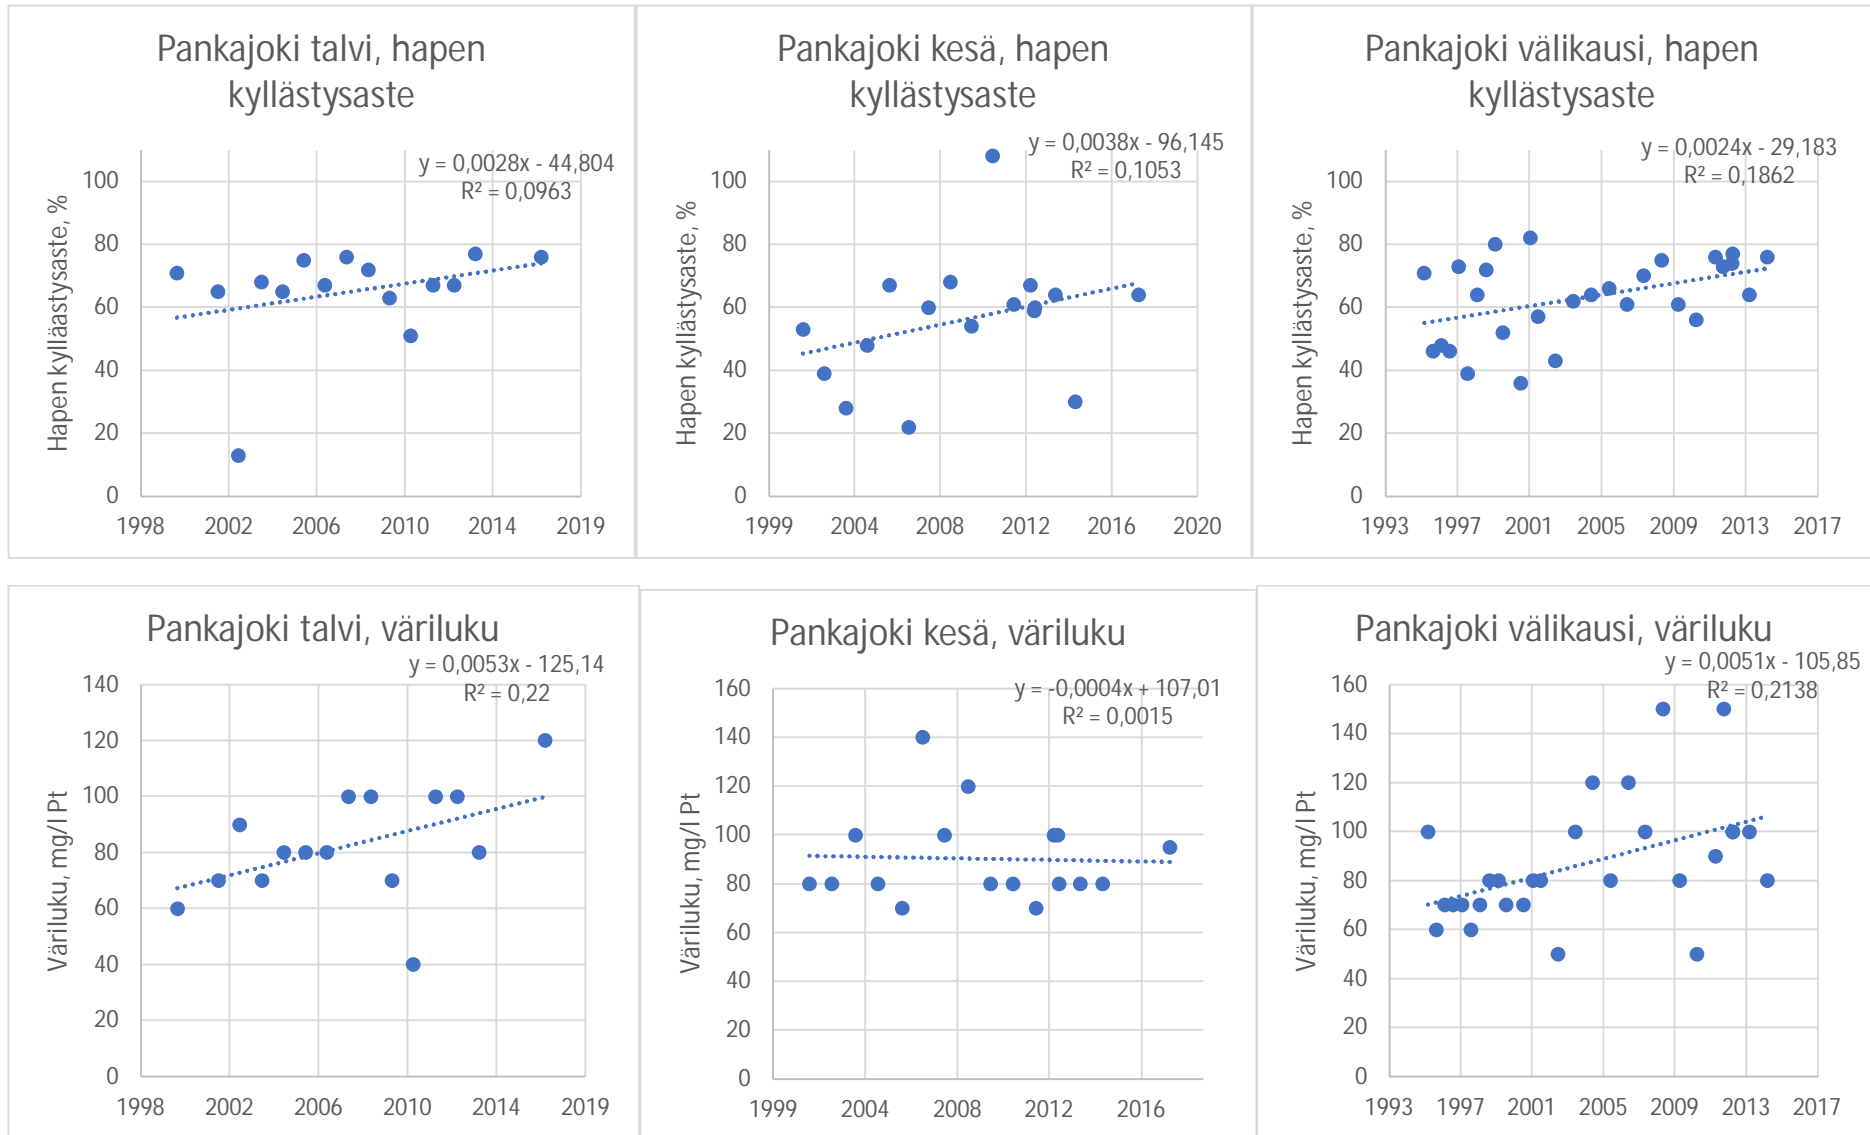 Pankajoki talvi, hapen
kyllästysaste
y = 0,0028x - 44,804
R² = 0,0963
Hapen kylläastysaste, %
100
80
60
40
20
0
1998 2002 2006 2010 2014 2019
Pankajoki kesä, hapen
kyllästysaste
y = 0,0038x - 96,145
R² = 0,1053
Hapen kyllästysaste, %
100
80
60
40
20
0
1999 2004 2008 2012 2016 2020
Pankajoki välikausi, hapen
kyllästysaste
y = 0,0024x - 29,183
R² = 0,1862
Hapen kyllästysaste, %
100
80
60
40
20
0
1993 1997 2001 2005 2009 2013 2017
Pankajoki talvi, väriluku
y = 0,0053x - 125,14
R² = 0,22
Väriluku, mg/l Pt
140
120
100
80
60
40
20
0
1998 2002 2006 2010 2014 2019
Pankajoki kesä, väriluku
y = -0,0004x + 107,01
R² = 0,0015
Väriluku, mg/l Pt
160
140
120
100
80
60
40
20
0
1999 2004 2008 2012 2016
Pankajoki välikausi, väriluku
y = 0,0051x - 105,85
R² = 0,2138
Väriluku, mg/l Pt
160
140
120
100
80
60
40
20
0
1993 1997 2001 2005 2009 2013 2017